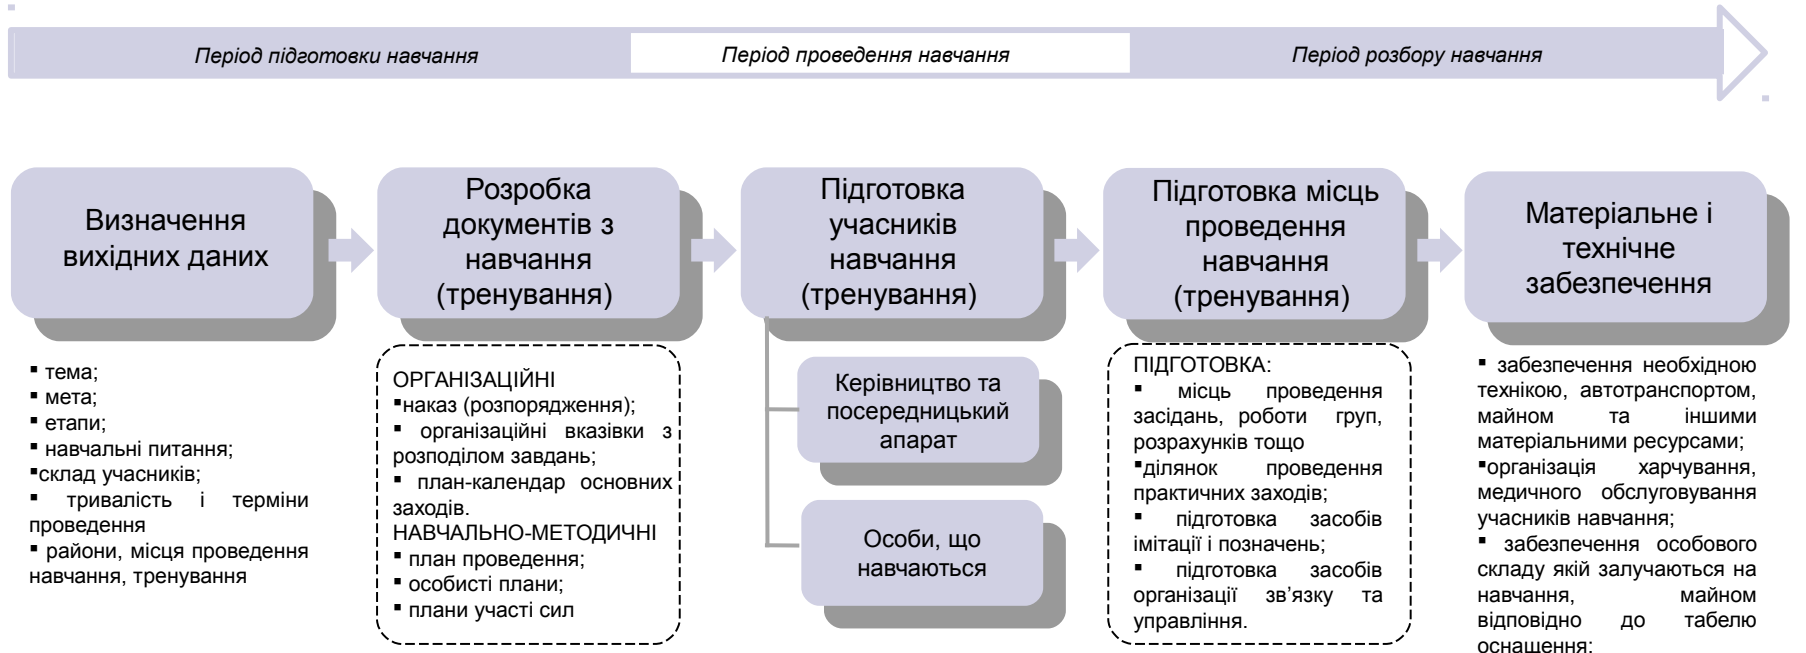 Період підготовки навчання
Період проведення навчання
Період розбору навчання
Визначення
вихідних даних
▪ тема;
▪ мета;
▪ етапи;
▪ навчальні питання;
▪склад учасників;
▪ тривалість і терміни
проведення
▪ райони, місця проведення
навчання, тренування
Розробка
документів з
навчання
(тренування)
ОРГАНІЗАЦІЙНІ
▪наказ (розпорядження);
▪ організаційні вказівки з
розподілом завдань;
▪ план-календар основних
заходів.
НАВЧАЛЬНО-МЕТОДИЧНІ
▪ план проведення;
▪ особисті плани;
▪ плани участі сил
Підготовка
учасників
навчання
(тренування)
Керівництво та
посередницький
апарат
Особи, що
навчаються
Підготовка місць
проведення
навчання
(тренування)
ПІДГОТОВКА:
▪ місць проведення
засідань, роботи груп,
розрахунків тощо
▪ділянок проведення
практичних заходів;
▪ підготовка засобів
імітації і позначень;
▪ підготовка засобів
організації зв’язку та
управління.
Матеріальне і
технічне
забезпечення
▪ забезпечення необхідною
технікою, автотранспортом,
майном та іншими
матеріальними ресурсами;
▪організація харчування,
медичного обслуговування
учасників навчання;
▪ забезпечення особового
складу якій залучаються на
навчання, майном
відповідно до табелю
оснащення;